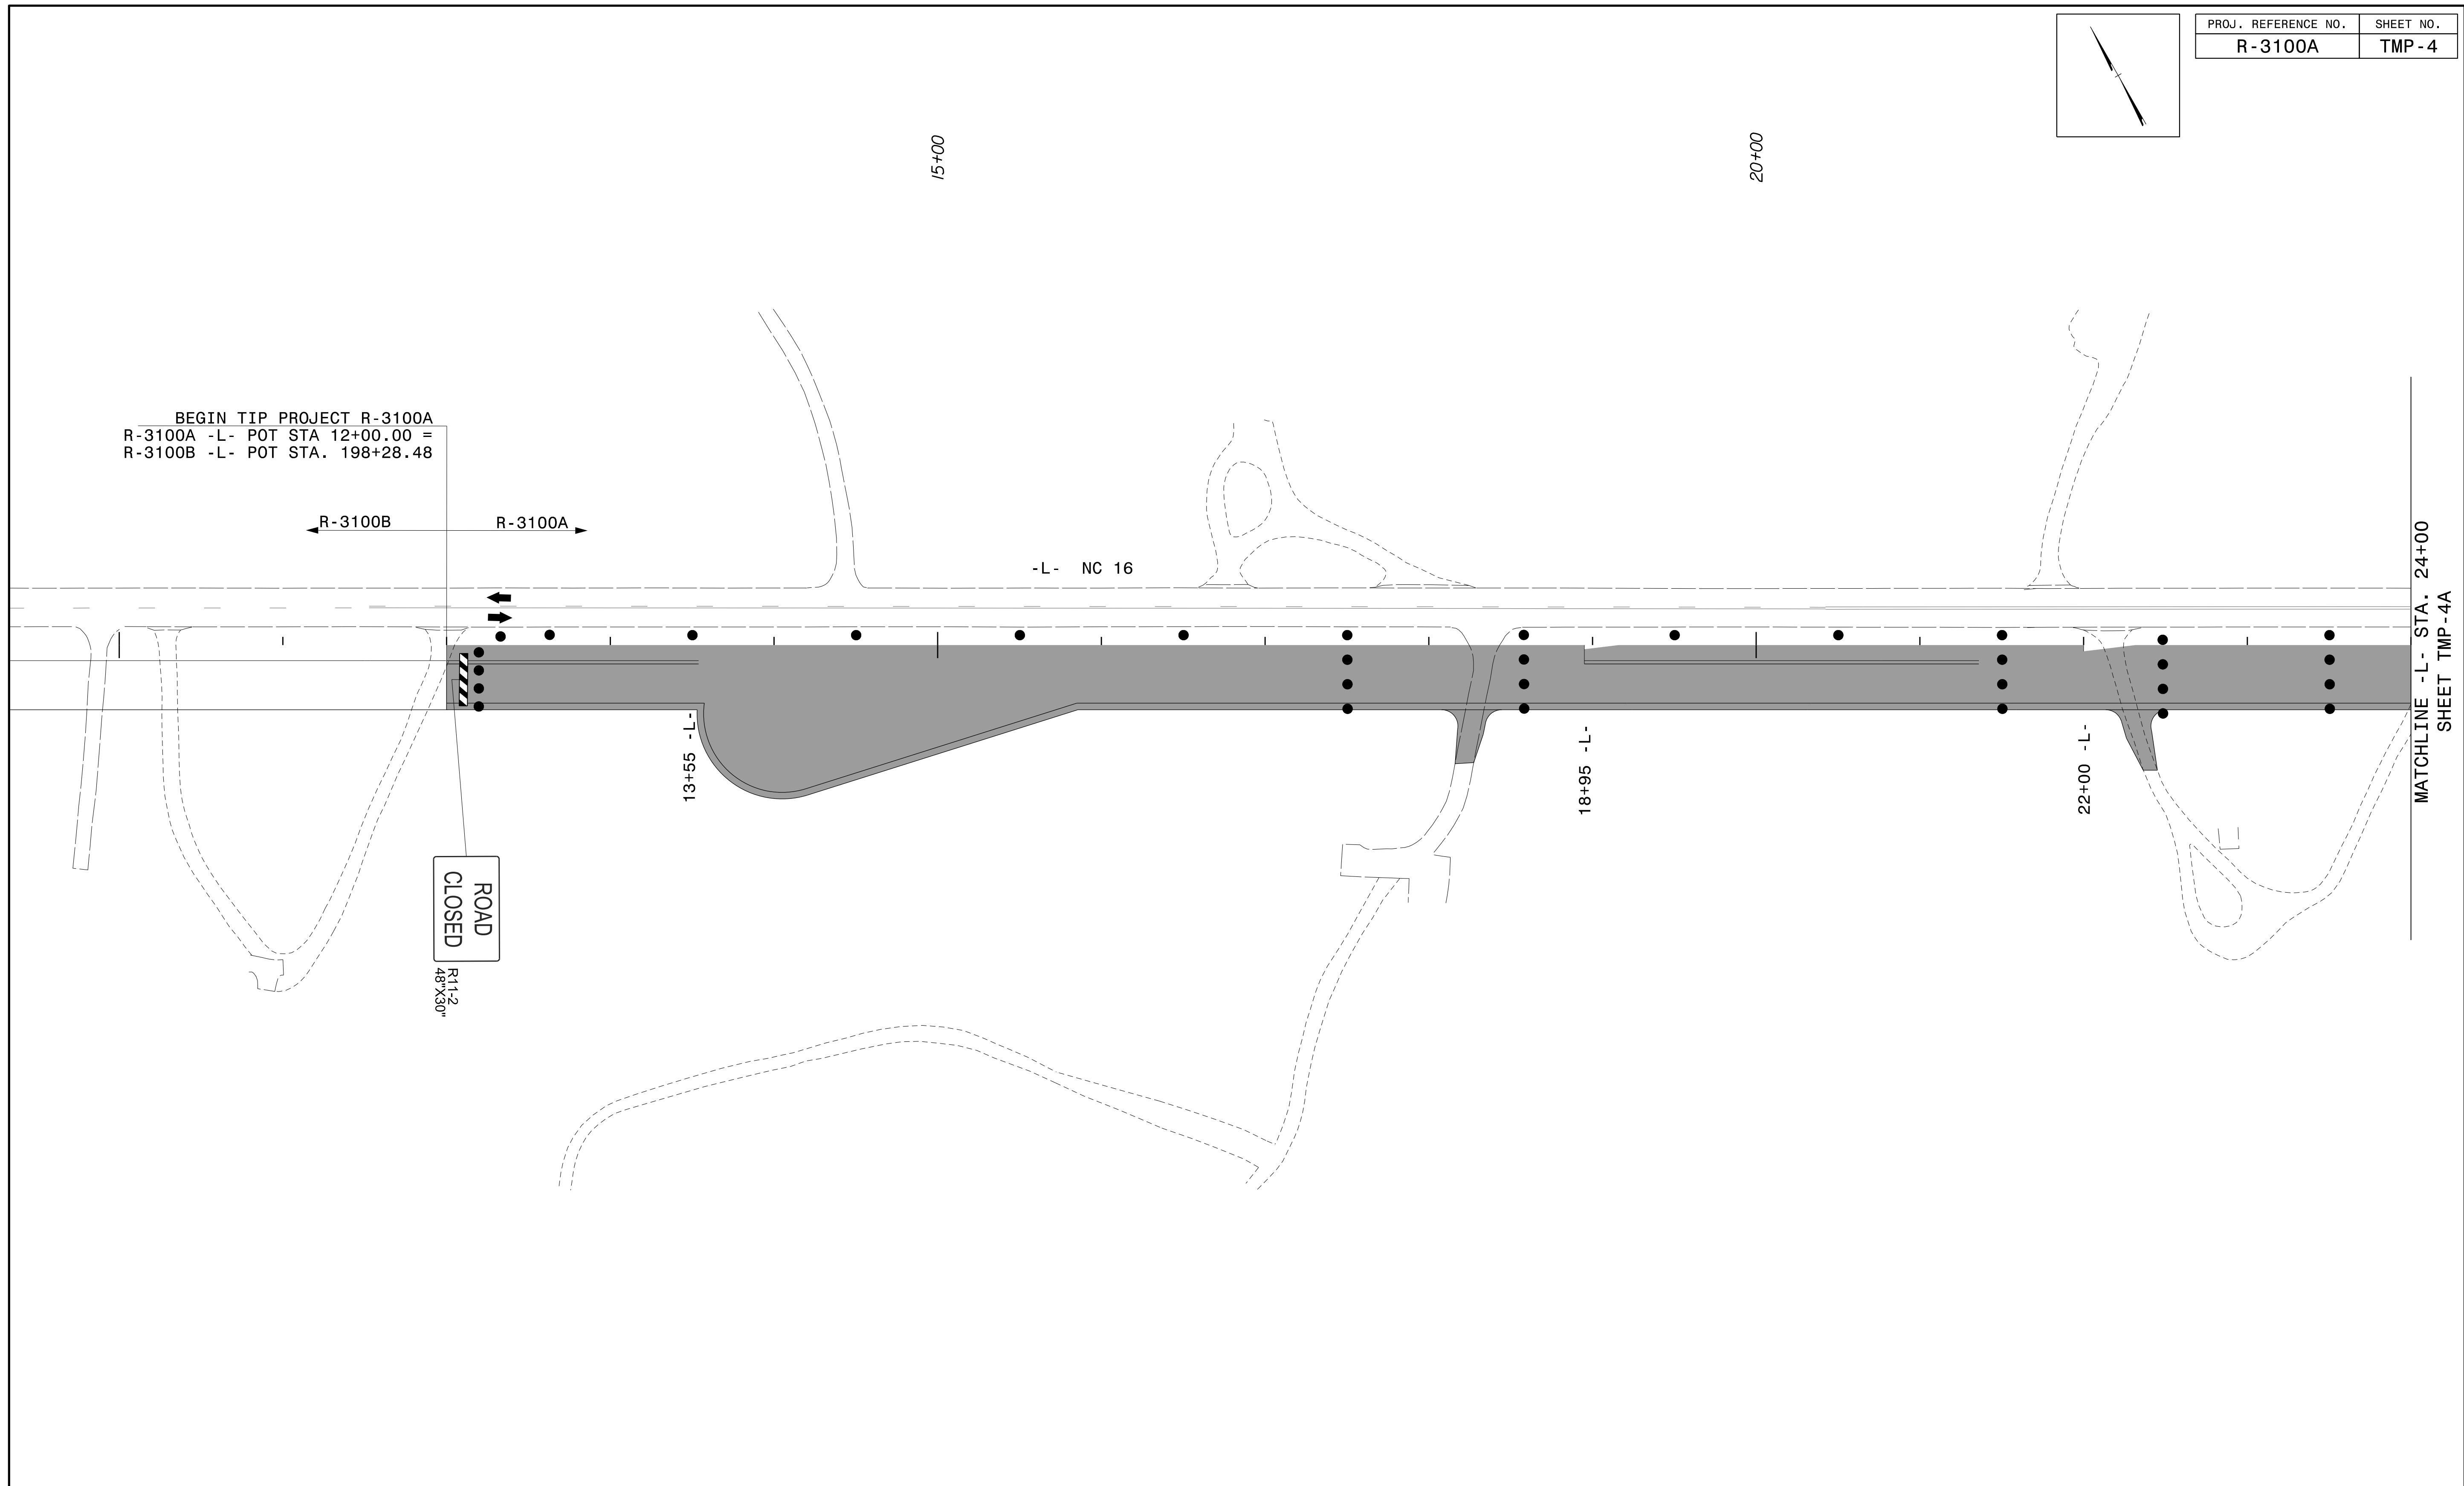 PROJ. REFERENCE NO. SHEET NO.
R-3100A TMP-4
15+00
20+00
BEGIN TIP PROJECT R-3100A
R-3100A -L- POT STA 12+00.00 =
R-3100B -L- POT STA. 198+28.48
R-3100B R-3100A
-L- NC 16
13+55 -L-
18+95 -L-
22+00 -L-
MATCHLINE -L- STA. 24+00
SHEET TMP-4A
ROAD
CLOSED
R11-2
48"X30"